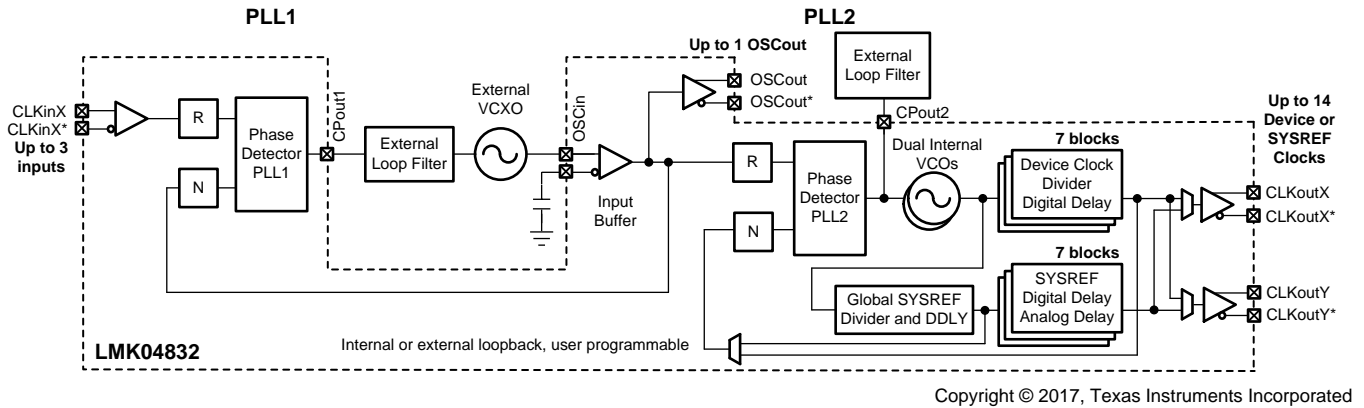 PLL1
PLL2
Up to 1 OSCout
External
Loop Filter
OSCout
OSCout*
CPout2
CLKinX
CLKinX*
Up to 3
inputs
R
N
Phase
Detector
PLL1
CPout1
External
Loop Filter
External
VCXO
OSCin
Input
Buffer
R
N
Phase
Detector
PLL2
Dual Internal
VCOs
7 blocks
Device Clock
Divider
Digital Delay
7 blocks
SYSREF
Digital Delay
Analog Delay
Global SYSREF
Divider and DDLY
Up to 14
Device or
SYSREF
Clocks
CLKoutX
CLKoutX*
CLKoutY
CLKoutY*
Internal or external loopback, user programmable
LMK04832
Copyright © 2017, Texas Instruments Incorporated